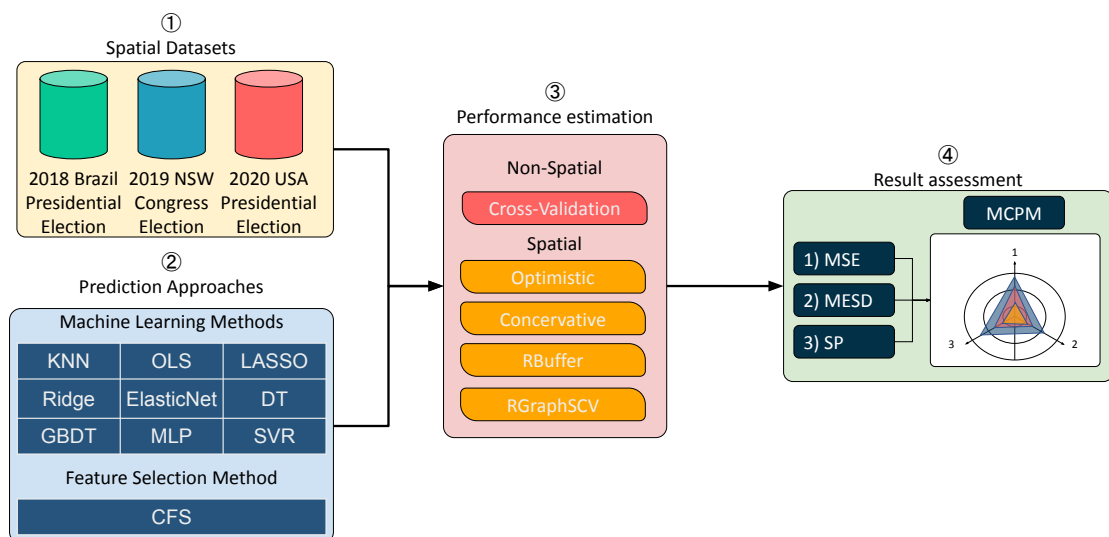 ①
Spatial Datasets
2018 Brazil
Presidential
Election
2019 NSW
Congress
Election
2020 USA
Presidential
Election
②
Prediction Approaches
Machine Learning Methods
KNN OLS LASSO
Ridge ElasticNet DT
GBDT MLP SVR
Feature Selection Method
CFS
③
Performance estimation
Non-Spatial
Cross-Validation
Spatial
Optimistic
Concervative
RBuffer
RGraphSCV
④
Result assessment
MCPM
1) MSE
2) MESD
3) SP
1
3
2